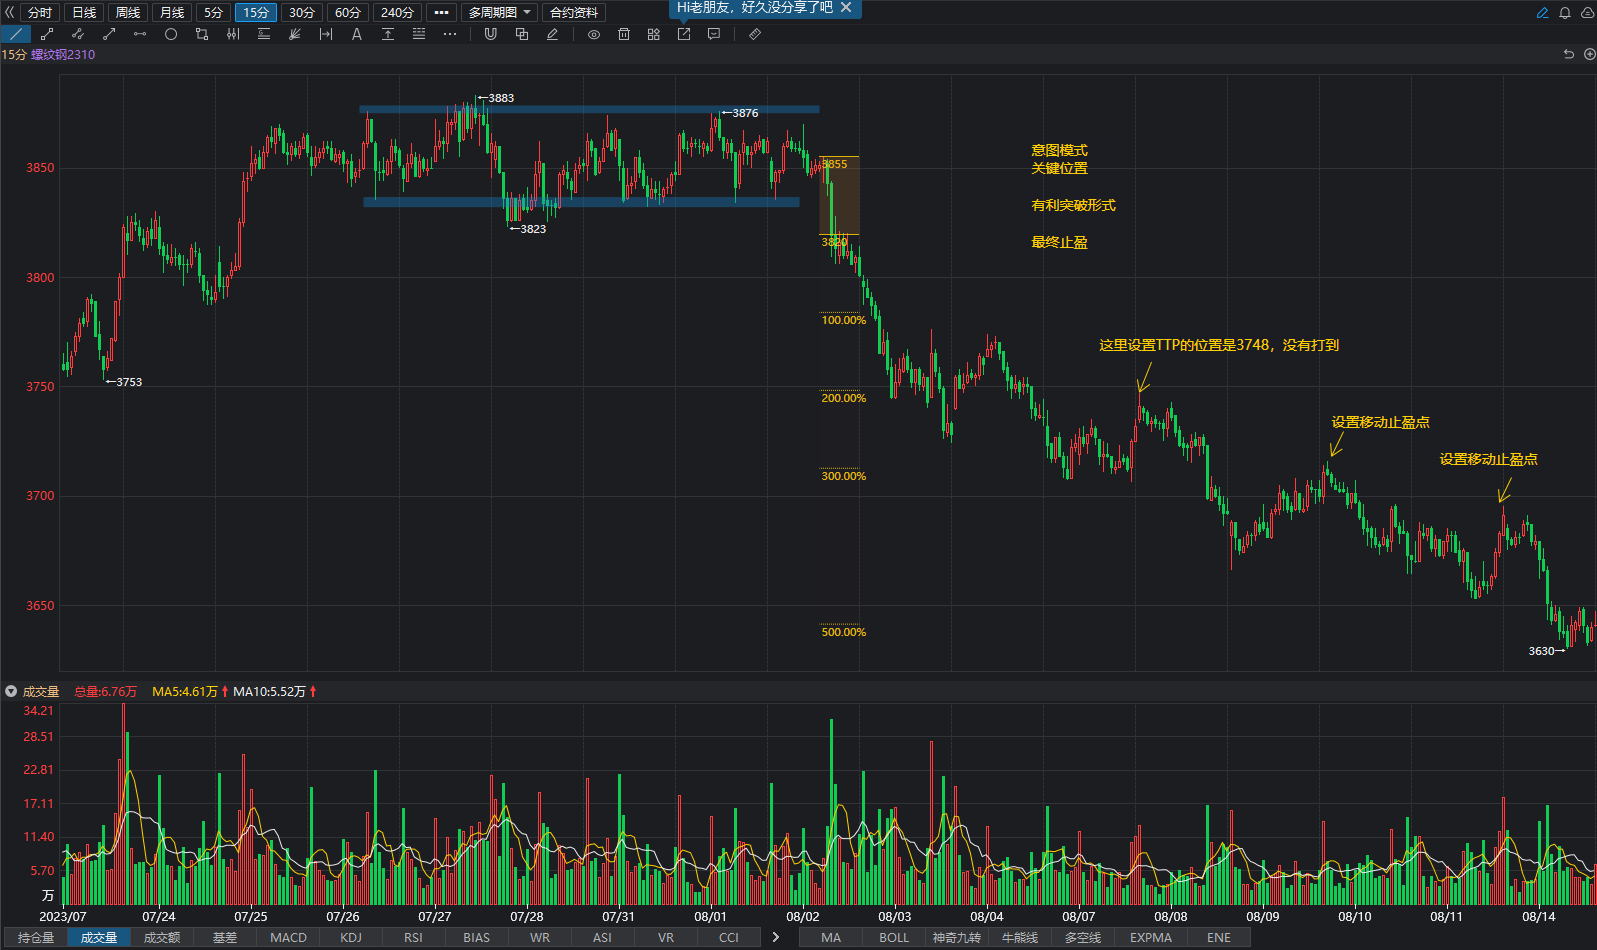 分时 日线 周线 月线 5分 15分 30分 60分 240分 ••• 多周期图 合约资料 Hi老朋友，好久没分享了吧
15分 螺纹钢2310
3883
3876
意图模式
3855
关键位置
3850
有利突破形式
3823
3820
最终止盈
3800
100.00%
这里设置TTP的位置是3748，没有打到
3753
3750
200.00%
设置移动止盈点
设置移动止盈点
300.00%
3700
3650
500.00%
3630
成交量 总量:6.76万 MA5:4.61万 MA10:5.52万
34.21
28.51
22.81
17.11
11.40
5.70
万
2023/07 07/24 07/25 07/26 07/27 07/28 07/31 08/01 08/02 08/03 08/04 08/07 08/08 08/09 08/10 08/11 08/14
持仓量 成交量 成交额 基差 MACD KDJ RSI BIAS WR ASI VR CCI MA BOLL 神奇九转 牛熊线 多空线 EXPMA ENE